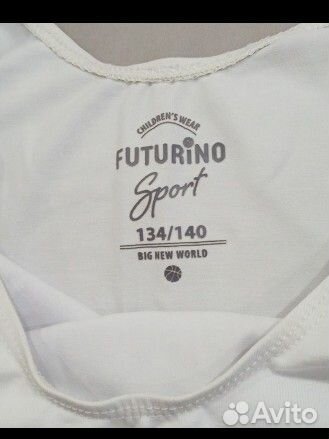 CHILDREN'S WEAR
FUTURiNO
Sport
134/140
BIG NEW WORLD
Avito